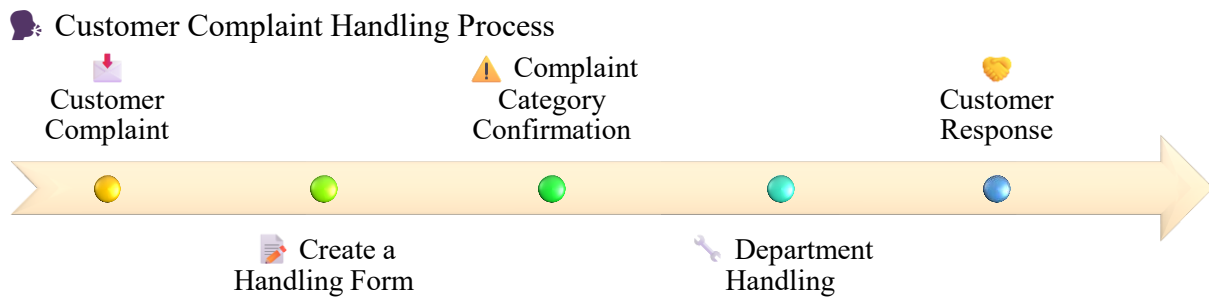 Customer Complaint Handling Process
Customer
Complaint
Create a
Handling Form
Complaint
Category
Confirmation
Department
Handling
Customer
Response